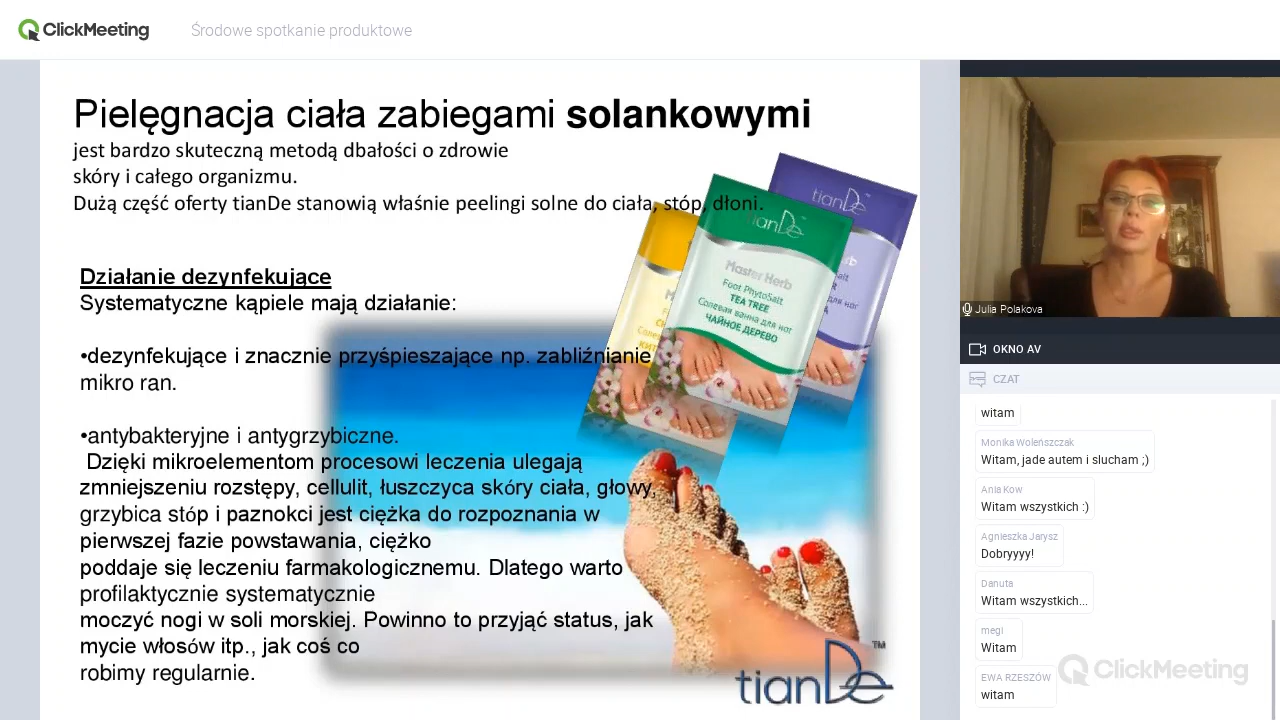 ClickMeeting
Środowe spotkanie produktowe
Pielęgnacja ciała zabiegami solankowymi
jest bardzo skuteczną metodą dbałości o zdrowie
skóry i całego organizmu.
Dużą część oferty tianDe stanowią właśnie peelingi solne do ciała, stóp, dłoni.
Działanie dezynfekujące
Systematyczne kąpiele mają działanie:
•dezynfekujące i znacznie przyśpieszające np. zabliźnianie
mikro ran.
•antybakteryjne i antygrzybiczne.
Dzięki mikroelementom procesowi leczenia ulegają
zmniejszeniu rozstępy, cellulit, łuszczyca skóry ciała, głowy,
grzybica stóp i paznokci jest ciężka do rozpoznania w
pierwszej fazie powstawania, ciężko
poddaje się leczeniu farmakologicznemu. Dlatego warto
profilaktycznie systematycznie
moczyć nogi w soli morskiej. Powinno to przyjąć status, jak
mycie włosów itp., jak coś co
robimy regularnie.
tianDe™
tianDe
Master Herb
Foot PhytoSalt
TEA TREE
Солевая ванна для ног
ЧАЙНОЕ ДЕРЕВО
tianDe™
Julia Polakova
OKNO AV
CZAT
witam
Monika Woleńszczak
Witam, jade autem i slucham ;)
Ania Kow
Witam wszystkich :)
Agnieszka Jarysz
Dobryyyy!
Danuta
Witam wszystkich...
megi
Witam
EWA RZESZÓW
witam
ClickMeeting